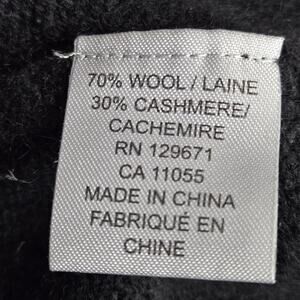 70% WOOL / LAINE
30% CASHMERE/
CACHEMIRE
RN 129671
CA 11055
MADE IN CHINA
FABRIQUÉ EN
CHINE